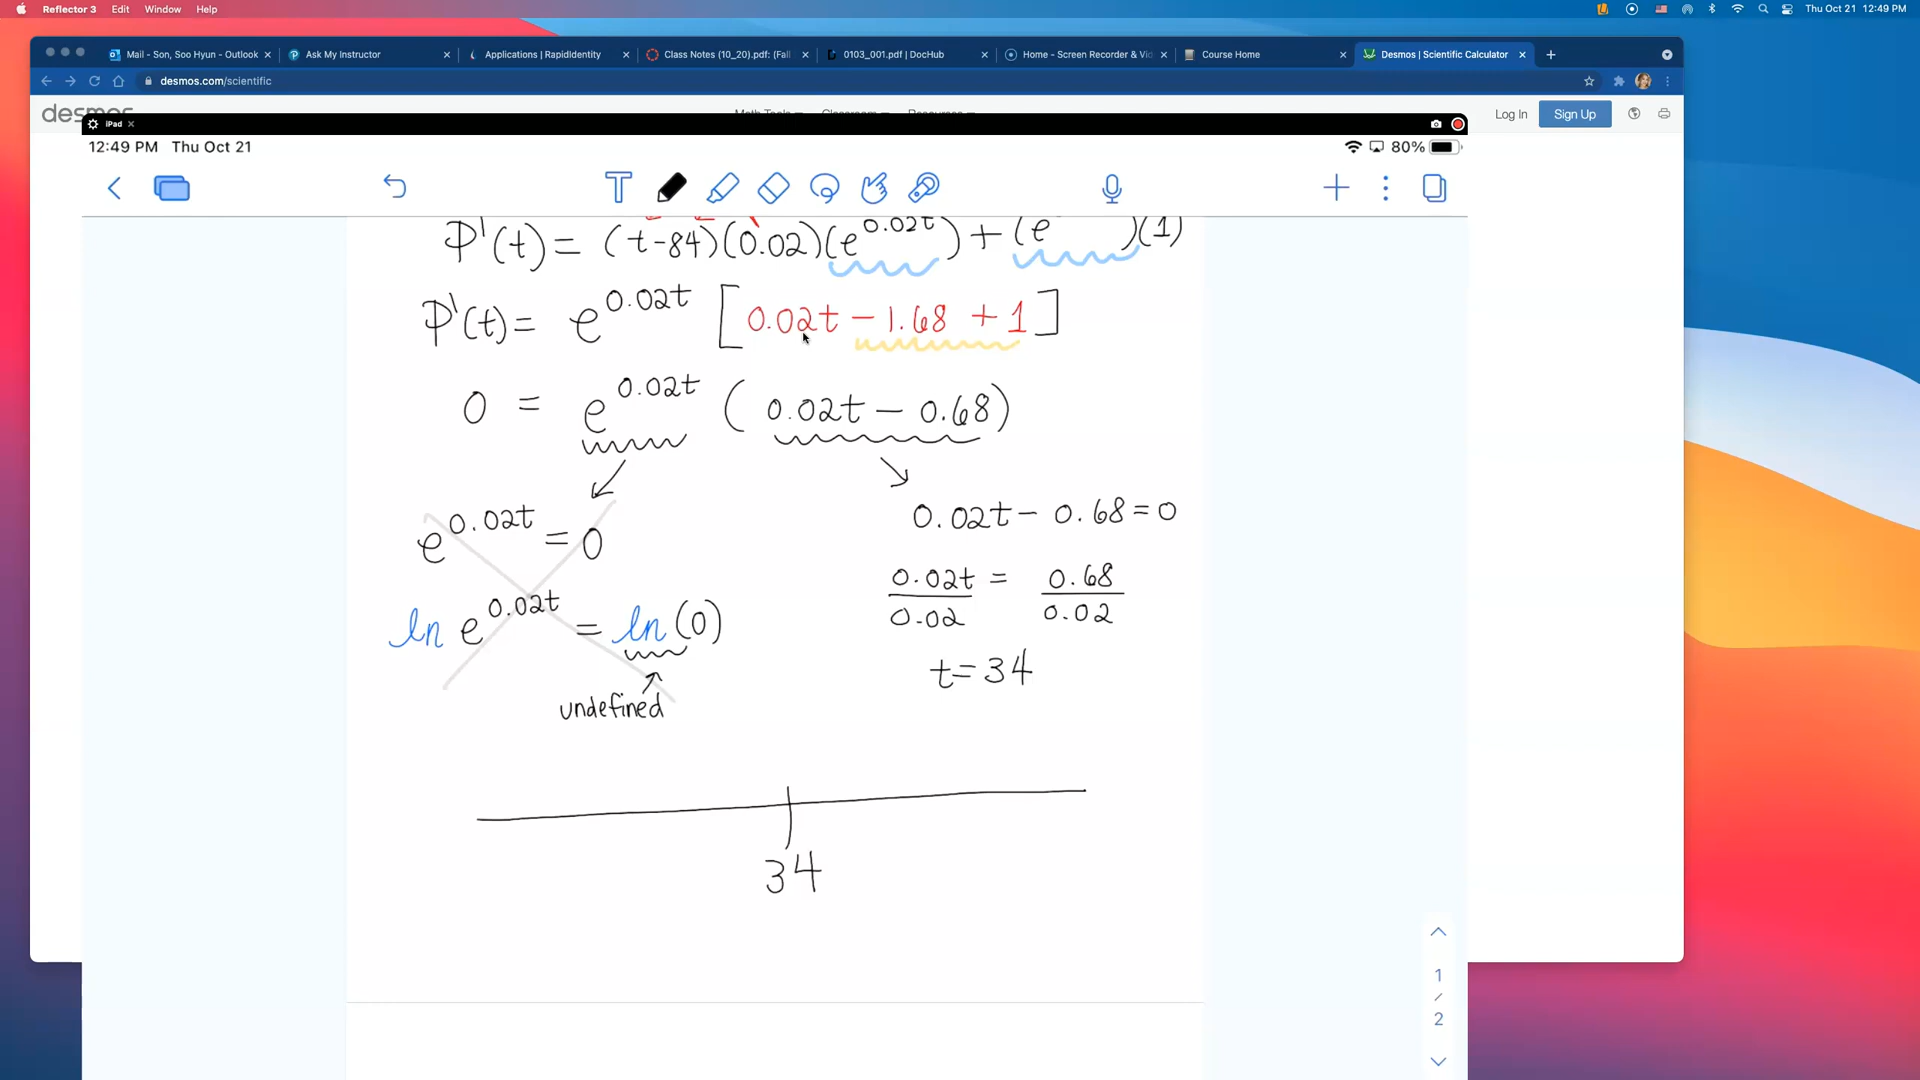 Reflector 3 Edit Window Help Thu Oct 21 12:49 PM
Mail - Son, Soo Hyun - Outlook Ask My Instructor Applications | RapidIdentity Class Notes (10_20).pdf: (Fall 0103_001.pdf | DocHub Home - Screen Recorder & Vid Course Home Desmos | Scientific Calculator
desmos.com/scientific
desmos Log In Sign Up
iPad
12:49 PM Thu Oct 21 80%
P'(t) = (t-84)(0.02)(e^0.02t) + (e )(1)
P'(t) = e^0.02t [0.02t - 1.68 + 1]
0 = e^0.02t (0.02t - 0.68)
e^0.02t = 0
0.02t - 0.68 = 0
0.02t/0.02 = 0.68/0.02
ln e^0.02t = ln(0)
t = 34
undefined
34
1
/
2